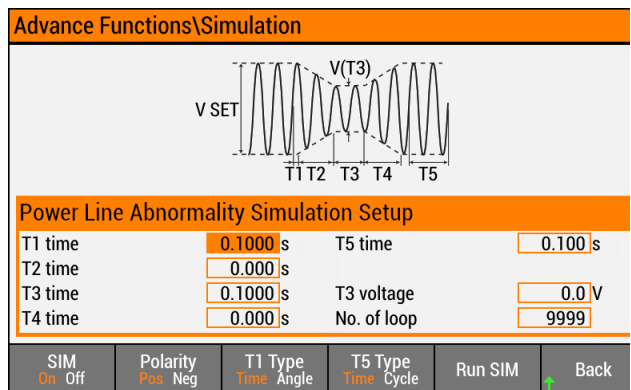 Advance Functions\Simulation
V(T3)
V SET
T1 T2 T3 T4 T5
Power Line Abnormality Simulation Setup
T1 time 0.1000 s T5 time 0.100 s
T2 time 0.000 s
T3 time 0.1000 s T3 voltage 0.0 V
T4 time 0.000 s No. of loop 9999
SIM Polarity T1 Type T5 Type Run SIM Back
On Off Pos Neg Time Angle Time Cycle